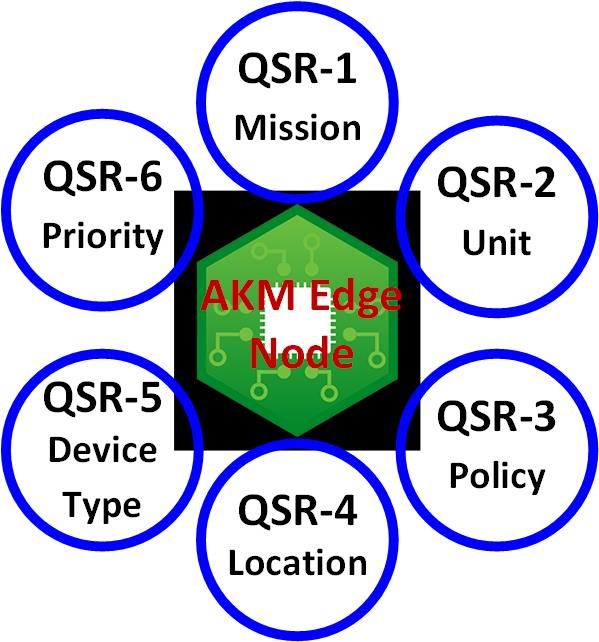 QSR-1
Mission
QSR-2
Unit
QSR-3
Policy
QSR-4
Location
QSR-5
Device
Type
QSR-6
Priority
AKM Edge
Node